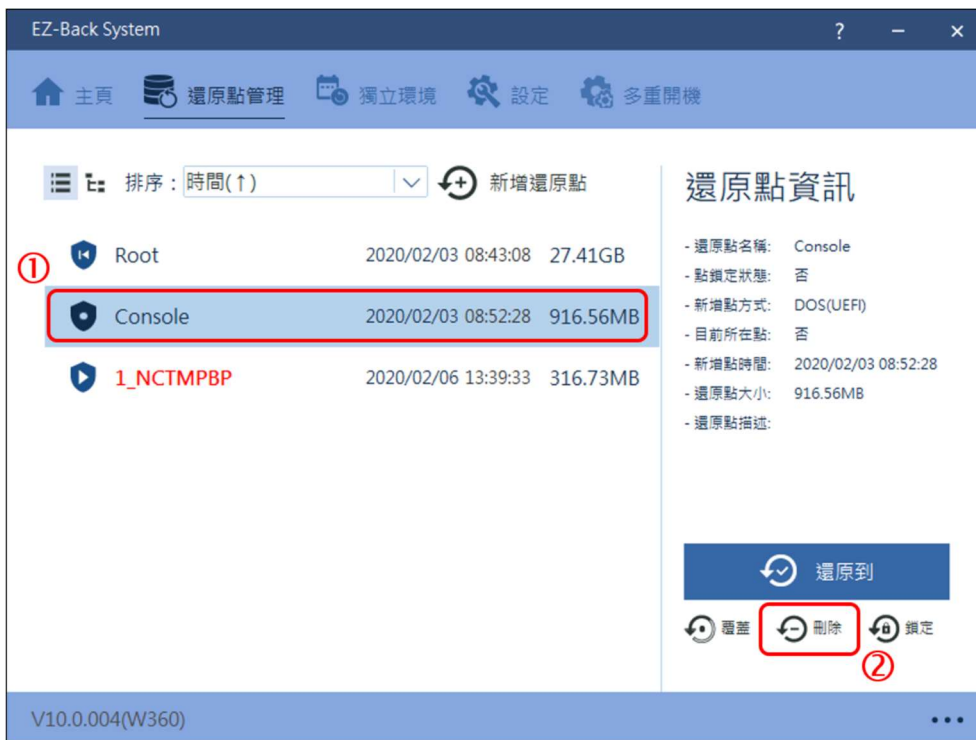 EZ-Back System ? − ×
主頁 還原點管理 獨立環境 設定 多重開機
排序：時間(↑) 新增還原點
① Root 2020/02/03 08:43:08 27.41GB
Console 2020/02/03 08:52:28 916.56MB
1_NCTMPBP 2020/02/06 13:39:33 316.73MB
還原點資訊
- 還原點名稱: Console
- 點鎖定狀態: 否
- 新增點方式: DOS(UEFI)
- 目前所在點: 否
- 新增點時間: 2020/02/03 08:52:28
- 還原點大小: 916.56MB
- 還原點描述:
還原到
覆蓋 刪除 鎖定
②
V10.0.004(W360) •••